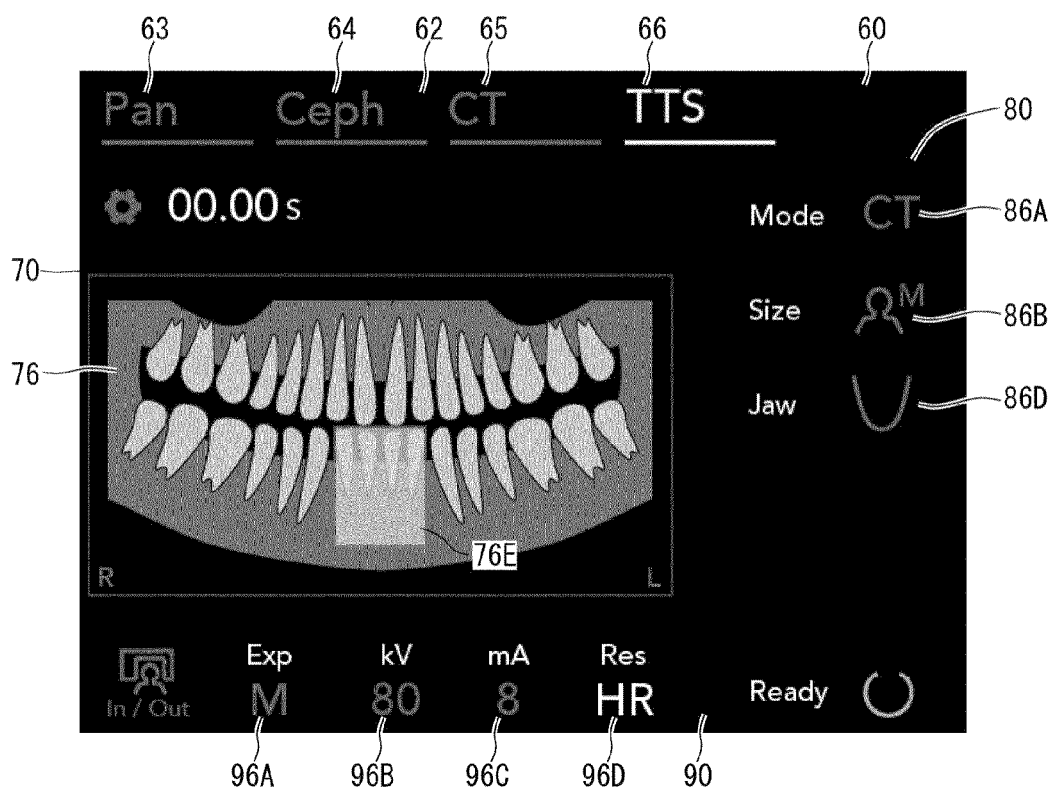 63 64 62 65 66 60
Pan Ceph CT TTS
80
00.00 s
Mode CT 86A
70
Size M 86B
76
Jaw 86D
76E
R L
Exp kV mA Res
In / Out M 80 8 HR Ready
96A 96B 96C 96D 90